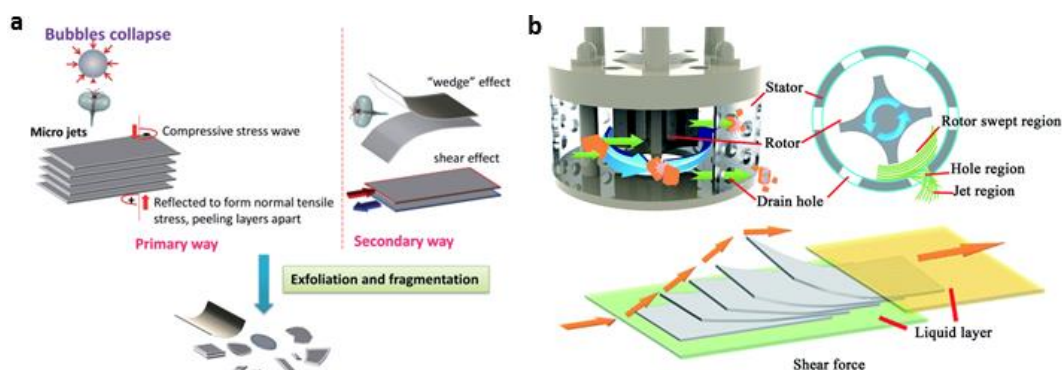 a
Bubbles collapse
Micro jets
Compressive stress wave
Reflected to form normal tensile
stress, peeling layers apart
Primary way
"wedge" effect
shear effect
Secondary way
Exfoliation and fragmentation
b
Stator
Rotor
Drain hole
Rotor swept region
Hole region
Jet region
Liquid layer
Shear force